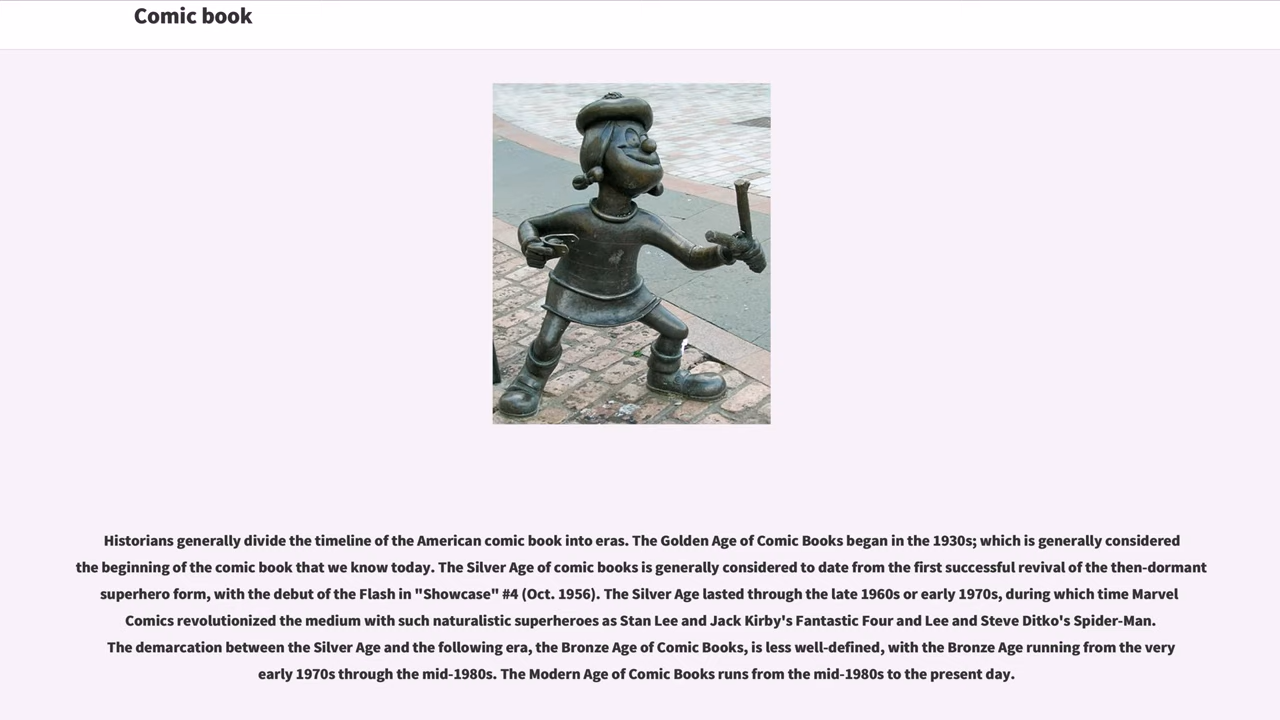 Comic book
Historians generally divide the timeline of the American comic book into eras. The Golden Age of Comic Books began in the 1930s; which is generally considered
the beginning of the comic book that we know today. The Silver Age of comic books is generally considered to date from the first successful revival of the then-dormant
superhero form, with the debut of the Flash in "Showcase" #4 (Oct. 1956). The Silver Age lasted through the late 1960s or early 1970s, during which time Marvel
Comics revolutionized the medium with such naturalistic superheroes as Stan Lee and Jack Kirby's Fantastic Four and Lee and Steve Ditko's Spider-Man.
The demarcation between the Silver Age and the following era, the Bronze Age of Comic Books, is less well-defined, with the Bronze Age running from the very
early 1970s through the mid-1980s. The Modern Age of Comic Books runs from the mid-1980s to the present day.